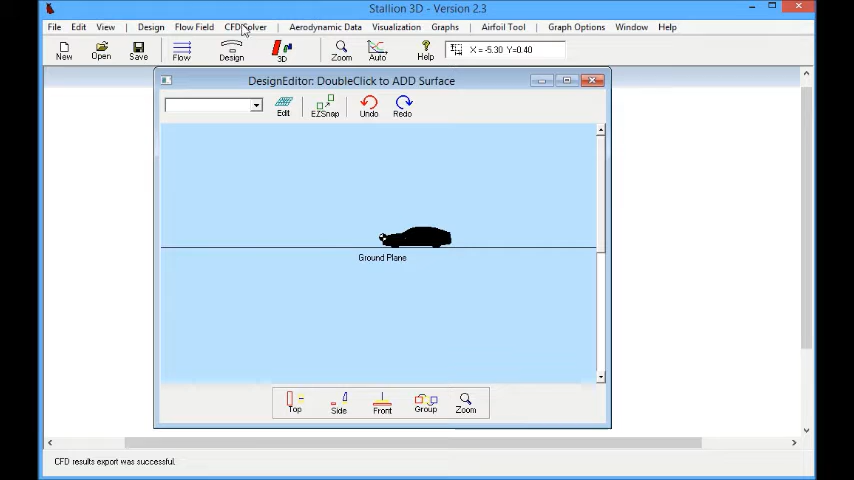 Stallion 3D - Version 2.3
File Edit View Design Flow Field CFD Solver Aerodynamic Data Visualization Graphs Airfoil Tool Graph Options Window Help
New Open Save Flow Design 3D Zoom Auto Help X = -5.30 Y=0.40
DesignEditor: DoubleClick to ADD Surface
Edit EZSnap Undo Redo
Ground Plane
Top Side Front Group Zoom
CFD results export was successful.